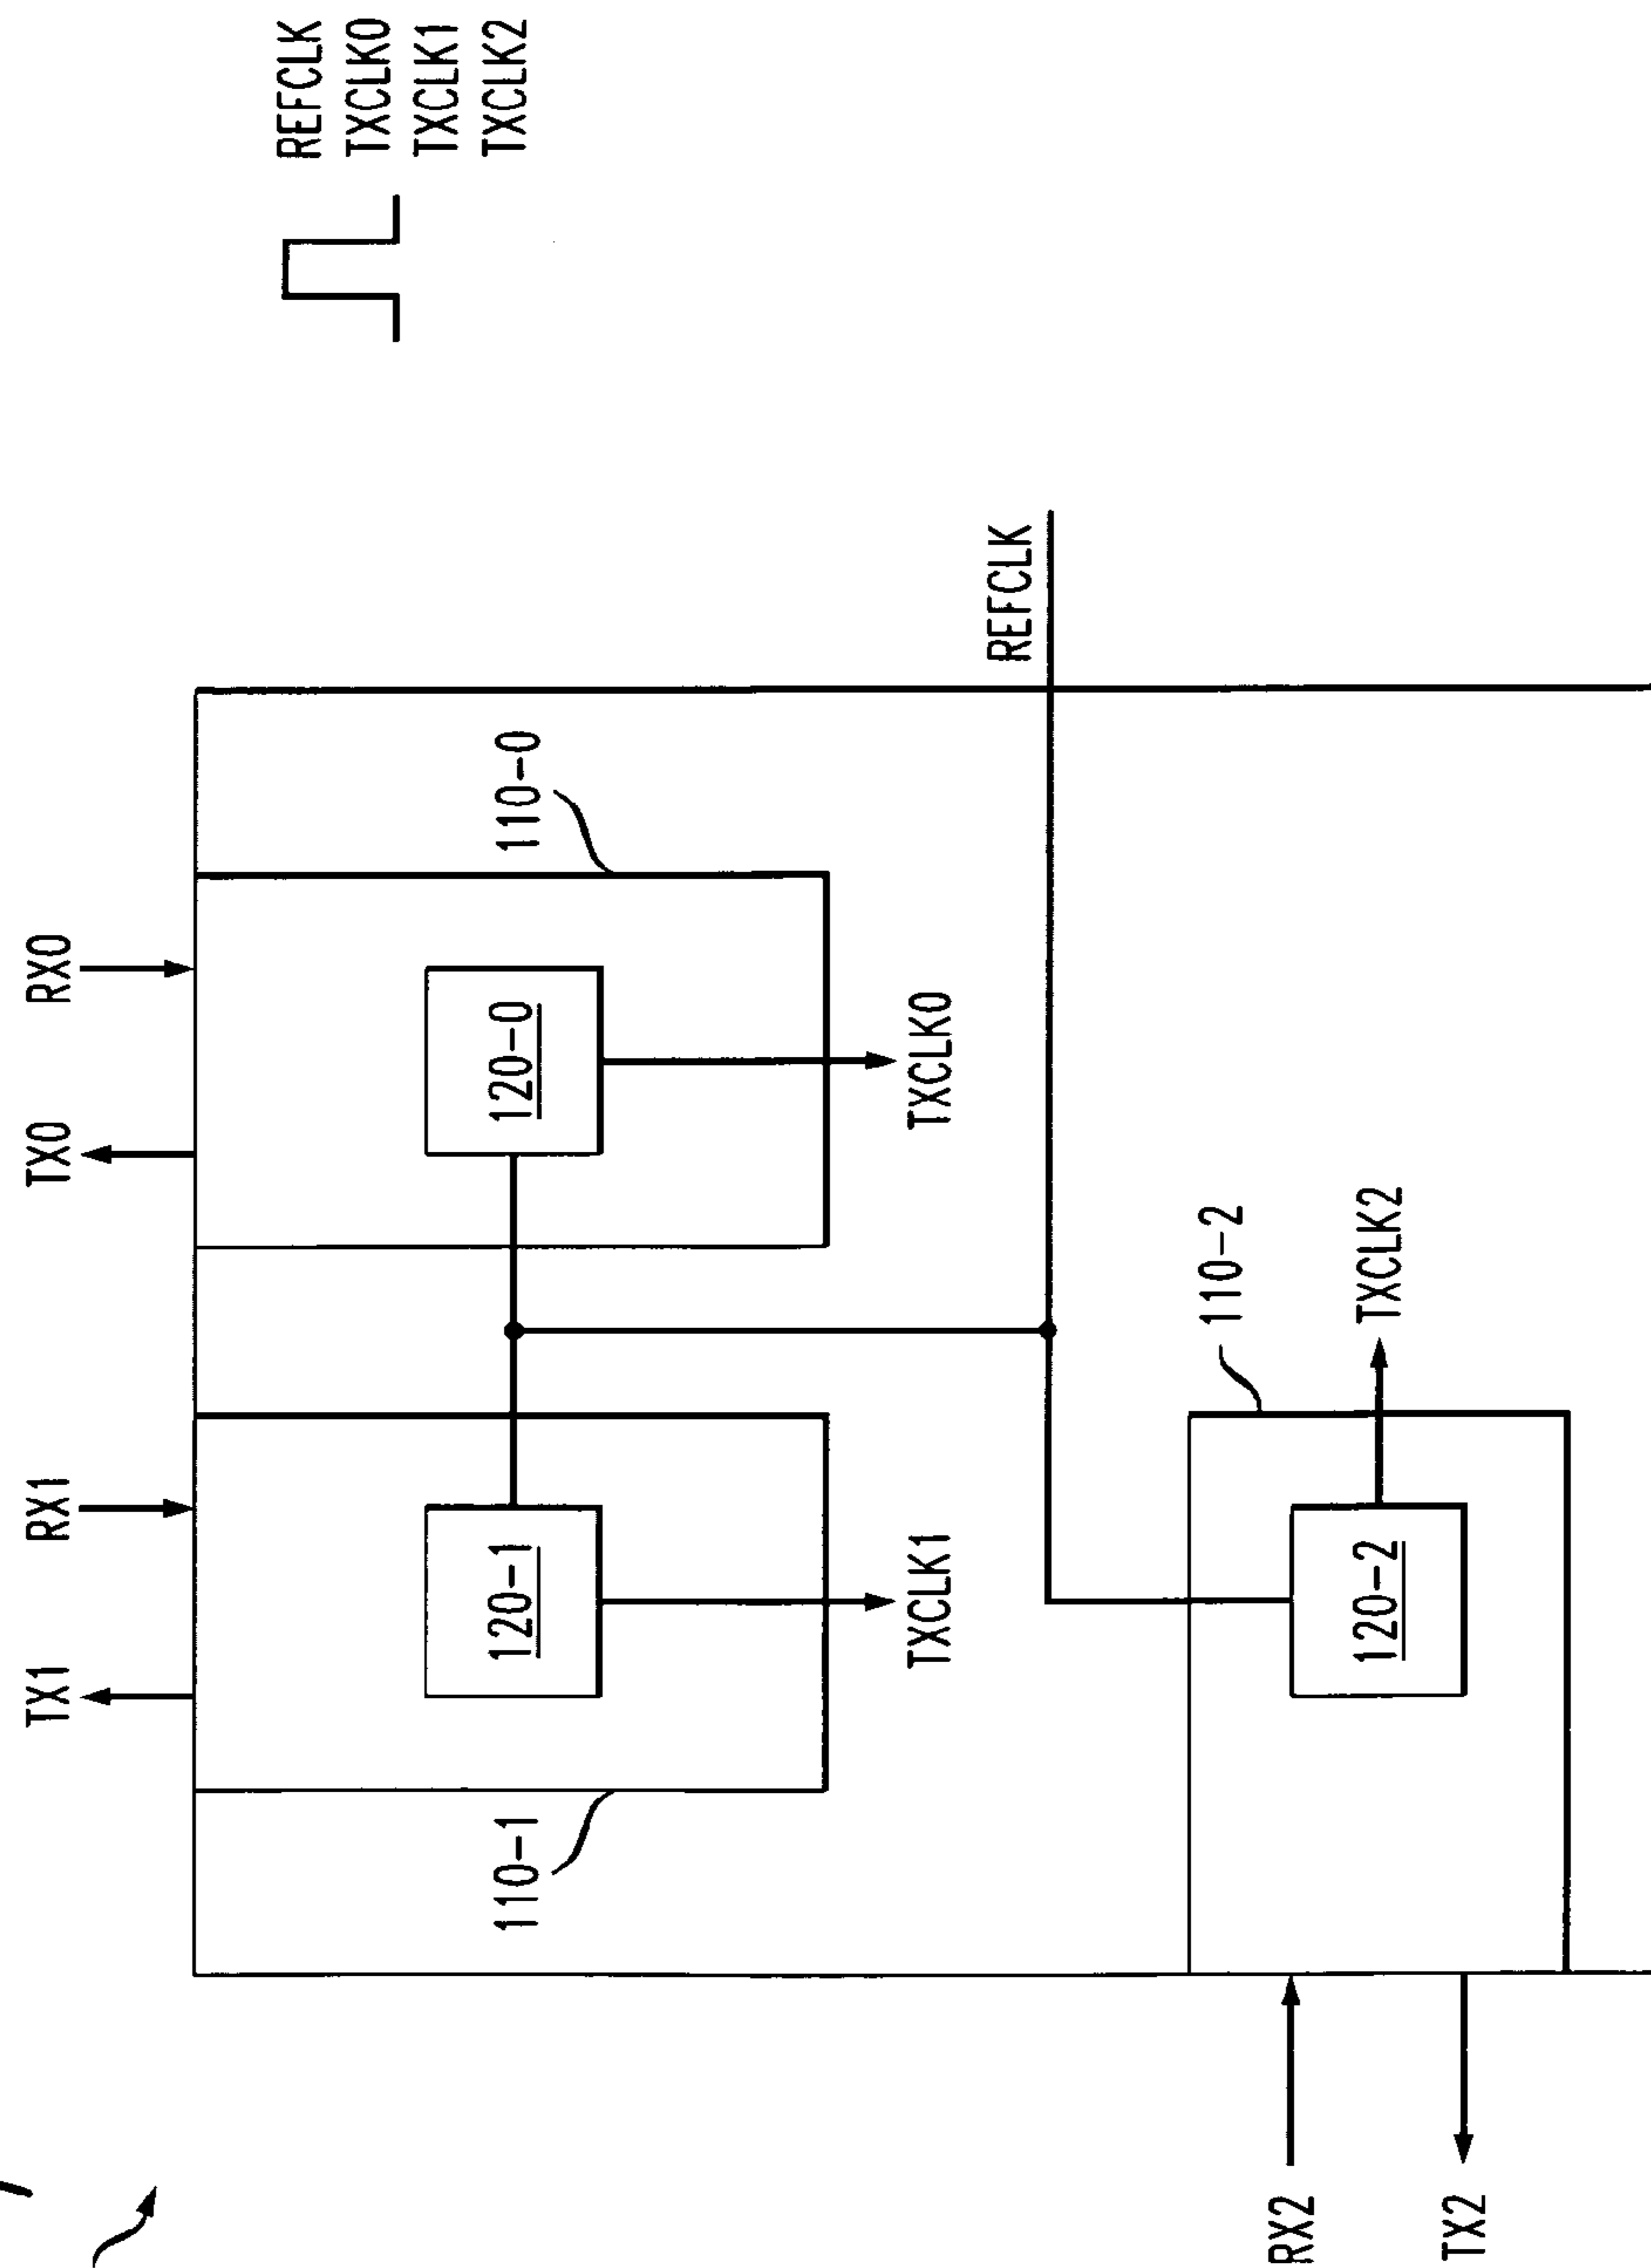 TX1
RX1
TX0
RX0
REFCLK
TXCLK0
TXCLK1
TXCLK2
110-1
120-1
120-0
110-0
TXCLK1
TXCLK0
REFCLK
110-2
RX2
120-2
TXCLK2
TX2